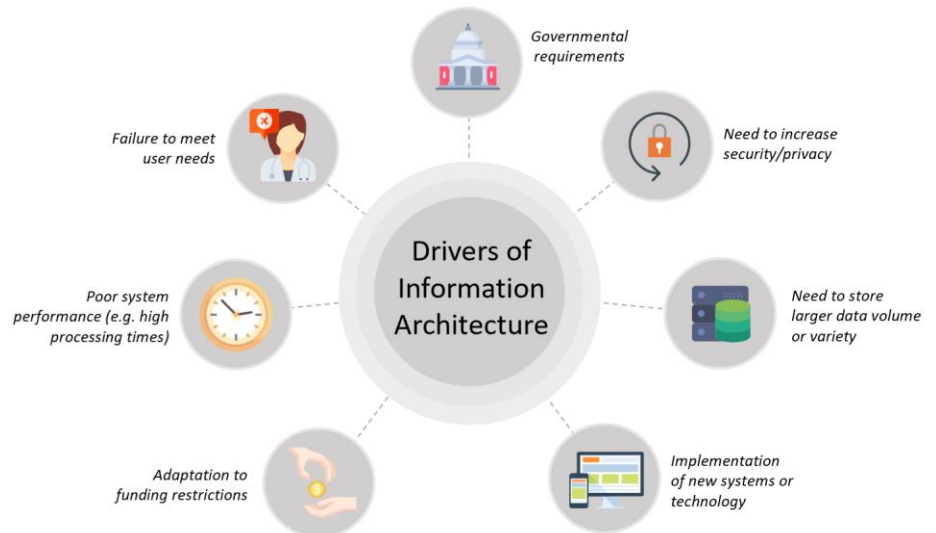 Governmental
requirements
Failure to meet
user needs
Need to increase
security/privacy
Drivers of
Information
Architecture
Poor system
performance (e.g. high
processing times)
Need to store
larger data volume
or variety
Adaptation to
funding restrictions
$
Implementation
of new systems or
technology